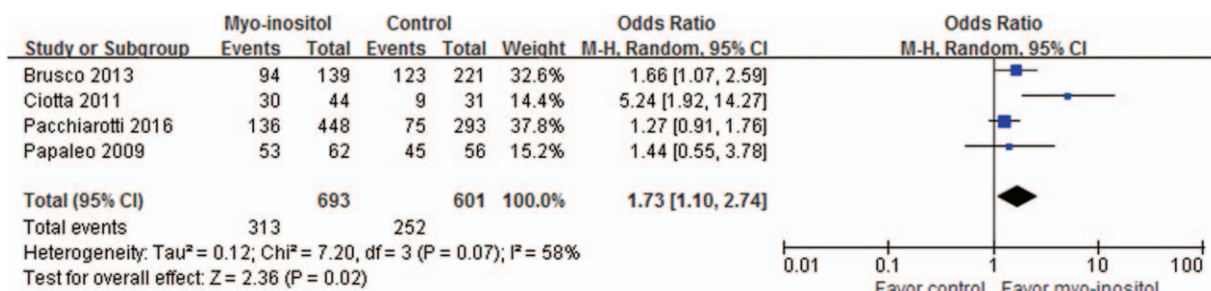 Myo-inositol Control Odds Ratio Odds Ratio
Study or Subgroup Events Total Events Total Weight M-H, Random, 95% CI M-H, Random, 95% CI
Brusco 2013 94 139 123 221 32.6% 1.66 [1.07, 2.59]
Ciotta 2011 30 44 9 31 14.4% 5.24 [1.92, 14.27]
Pacchiarotti 2016 136 448 75 293 37.8% 1.27 [0.91, 1.76]
Papaleo 2009 53 62 45 56 15.2% 1.44 [0.55, 3.78]
Total (95% CI) 693 601 100.0% 1.73 [1.10, 2.74]
Total events 313 252
Heterogeneity: Tau² = 0.12; Chi² = 7.20, df = 3 (P = 0.07); I² = 58%
Test for overall effect: Z = 2.36 (P = 0.02)
0.01 0.1 1 10 100
Favor control Favor myo-inositol